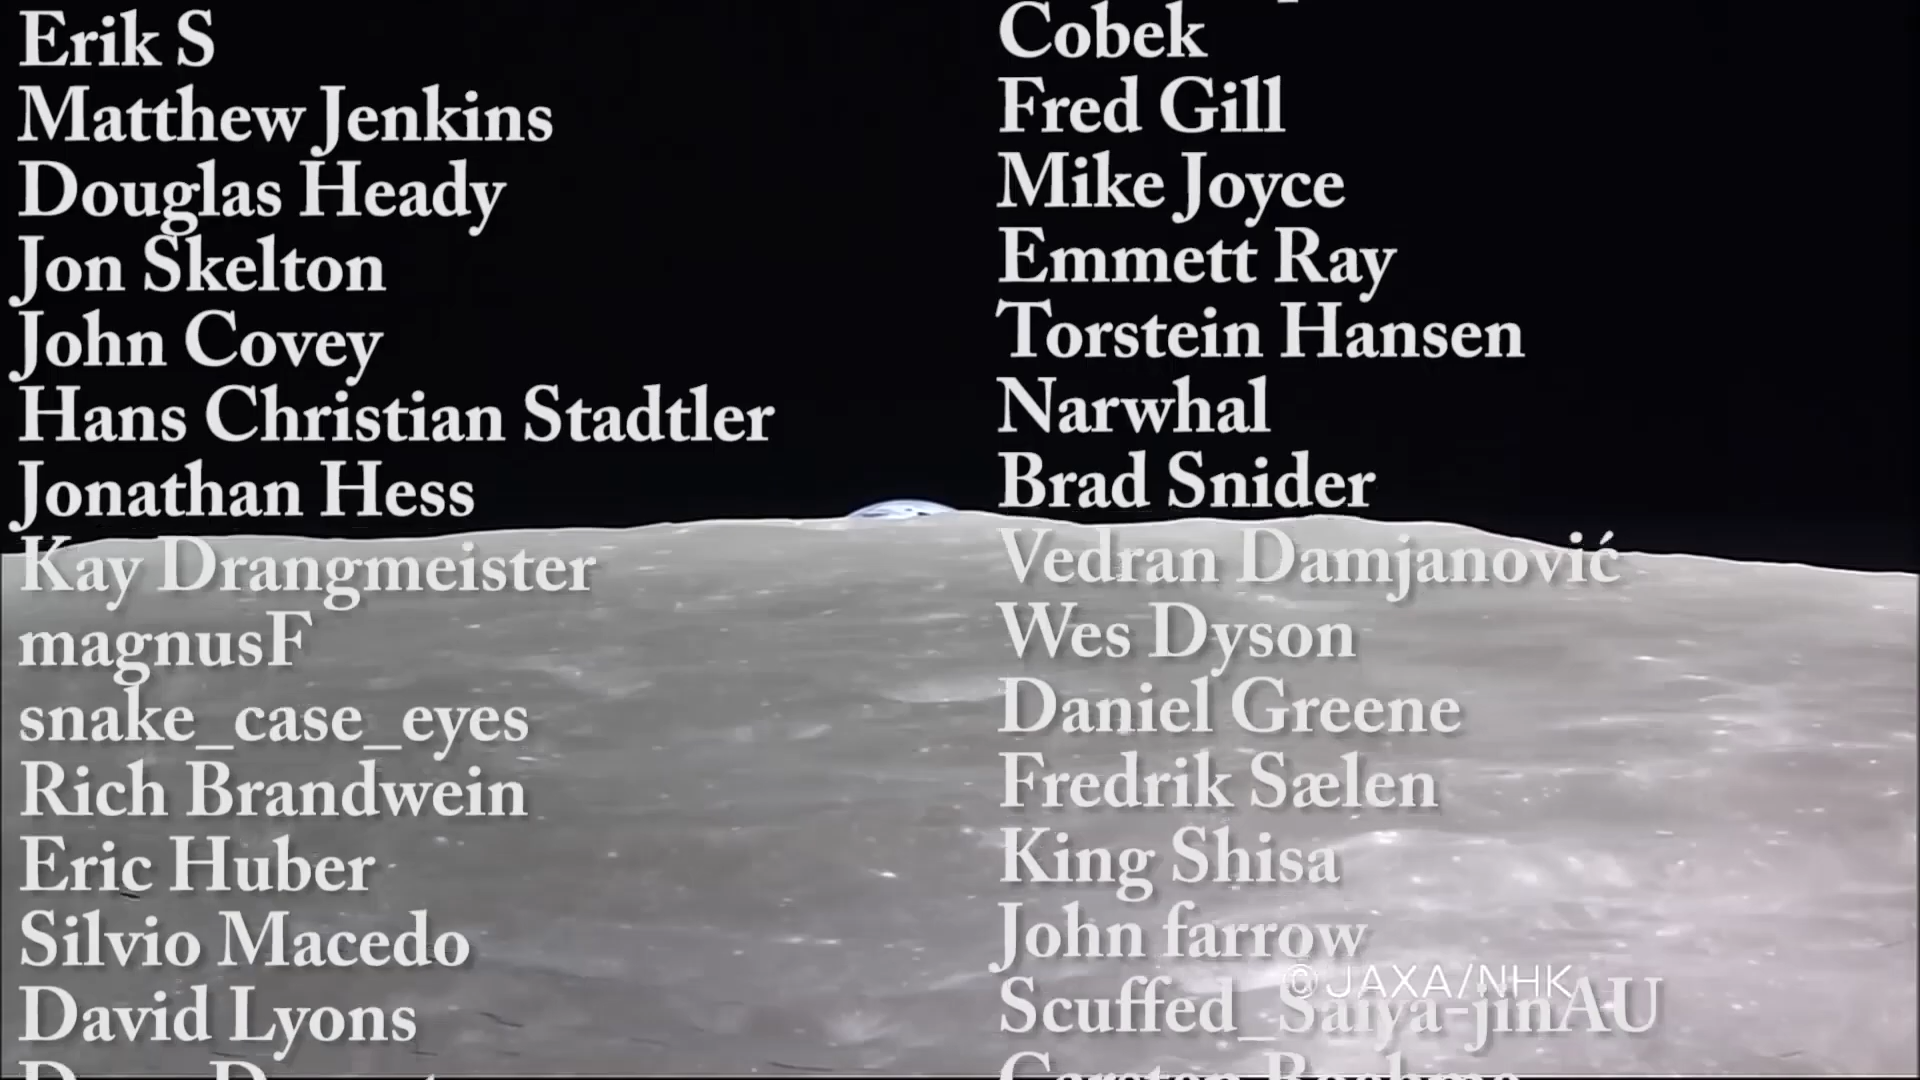 Erik S
Matthew Jenkins
Douglas Heady
Jon Skelton
John Covey
Hans Christian Stadtler
Jonathan Hess
Kay Drangmeister
magnusF
snake_case_eyes
Rich Brandwein
Eric Huber
Silvio Macedo
David Lyons
Cobek
Fred Gill
Mike Joyce
Emmett Ray
Torstein Hansen
Narwhal
Brad Snider
Vedran Damjanović
Wes Dyson
Daniel Greene
Fredrik Sælen
King Shisa
John farrow
© JAXA/NHK
Scuffed_Saiya-jinAU